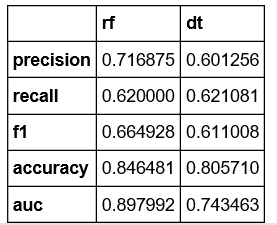 rf dt
precision 0.716875 0.601256
recall 0.620000 0.621081
f1 0.664928 0.611008
accuracy 0.846481 0.805710
auc 0.897992 0.743463